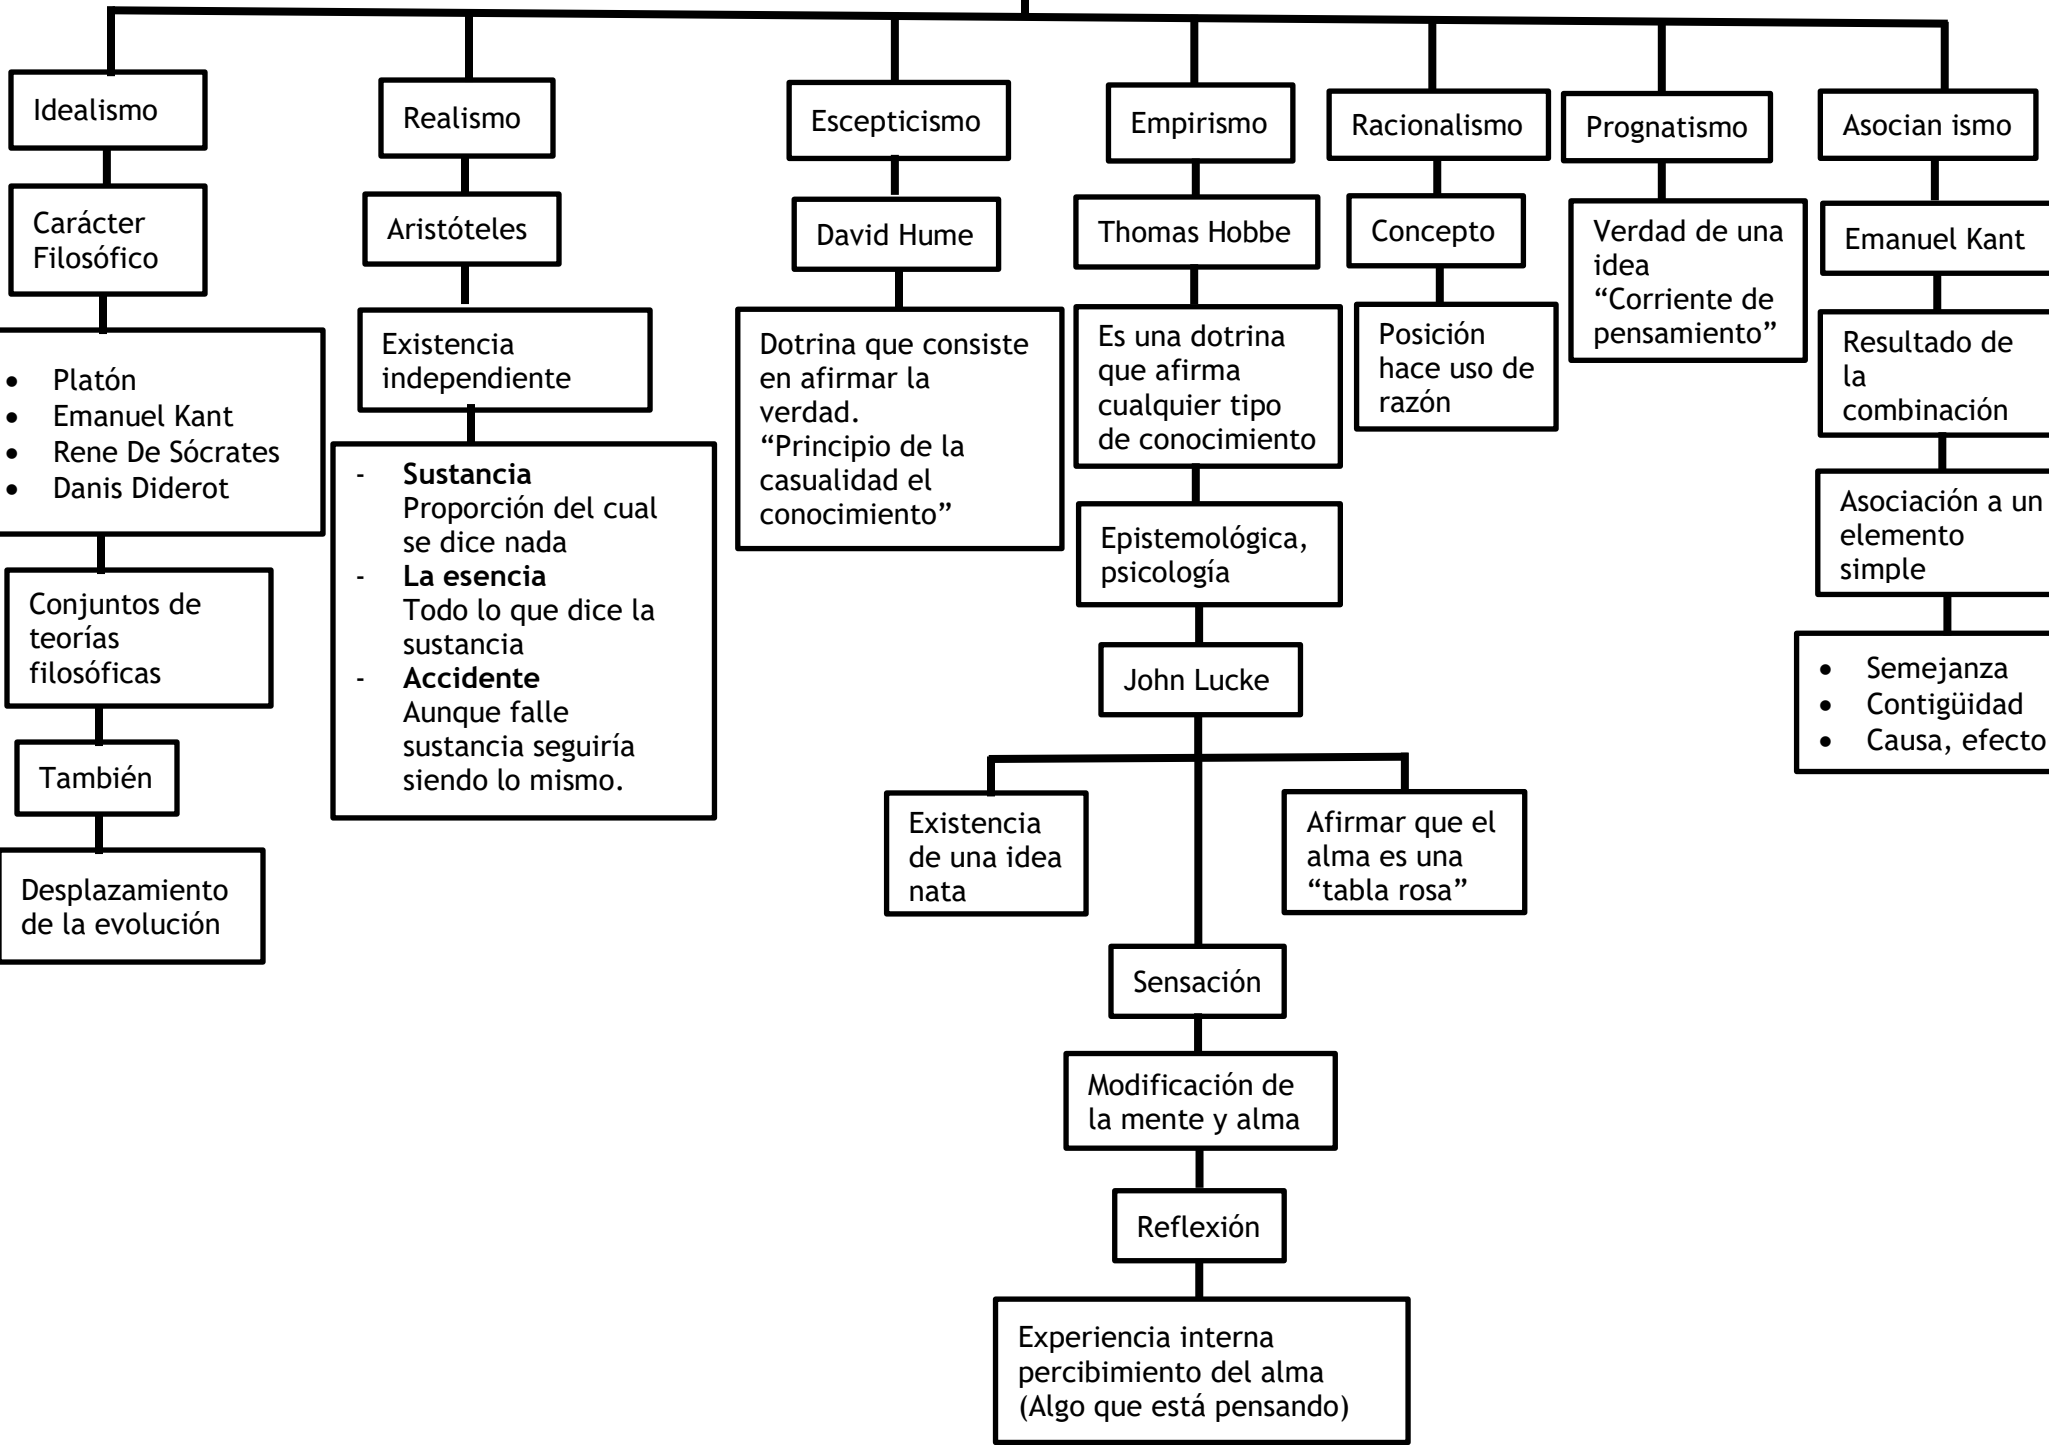 Idealismo
Carácter
Filosófico
• Platón
• Emanuel Kant
• Rene De Sócrates
• Danis Diderot
Conjuntos de
teorías
filosóficas
También
Desplazamiento
de la evolución
Realismo
Aristóteles
Existencia
independiente
- Sustancia
Proporción del cual
se dice nada
- La esencia
Todo lo que dice la
sustancia
- Accidente
Aunque falle
sustancia seguiría
siendo lo mismo.
Escepticismo
David Hume
Dotrina que consiste
en afirmar la
verdad.
“Principio de la
casualidad el
conocimiento”
Empirismo
Thomas Hobbe
Es una dotrina
que afirma
cualquier tipo
de conocimiento
Epistemológica,
psicología
John Lucke
Existencia
de una idea
nata
Afirmar que el
alma es una
“tabla rosa”
Sensación
Modificación de
la mente y alma
Reflexión
Experiencia interna
percibimiento del alma
(Algo que está pensando)
Racionalismo
Concepto
Posición
hace uso de
razón
Prognatismo
Verdad de una
idea
“Corriente de
pensamiento”
Asocian ismo
Emanuel Kant
Resultado de
la
combinación
Asociación a un
elemento
simple
• Semejanza
• Contigüidad
• Causa, efecto